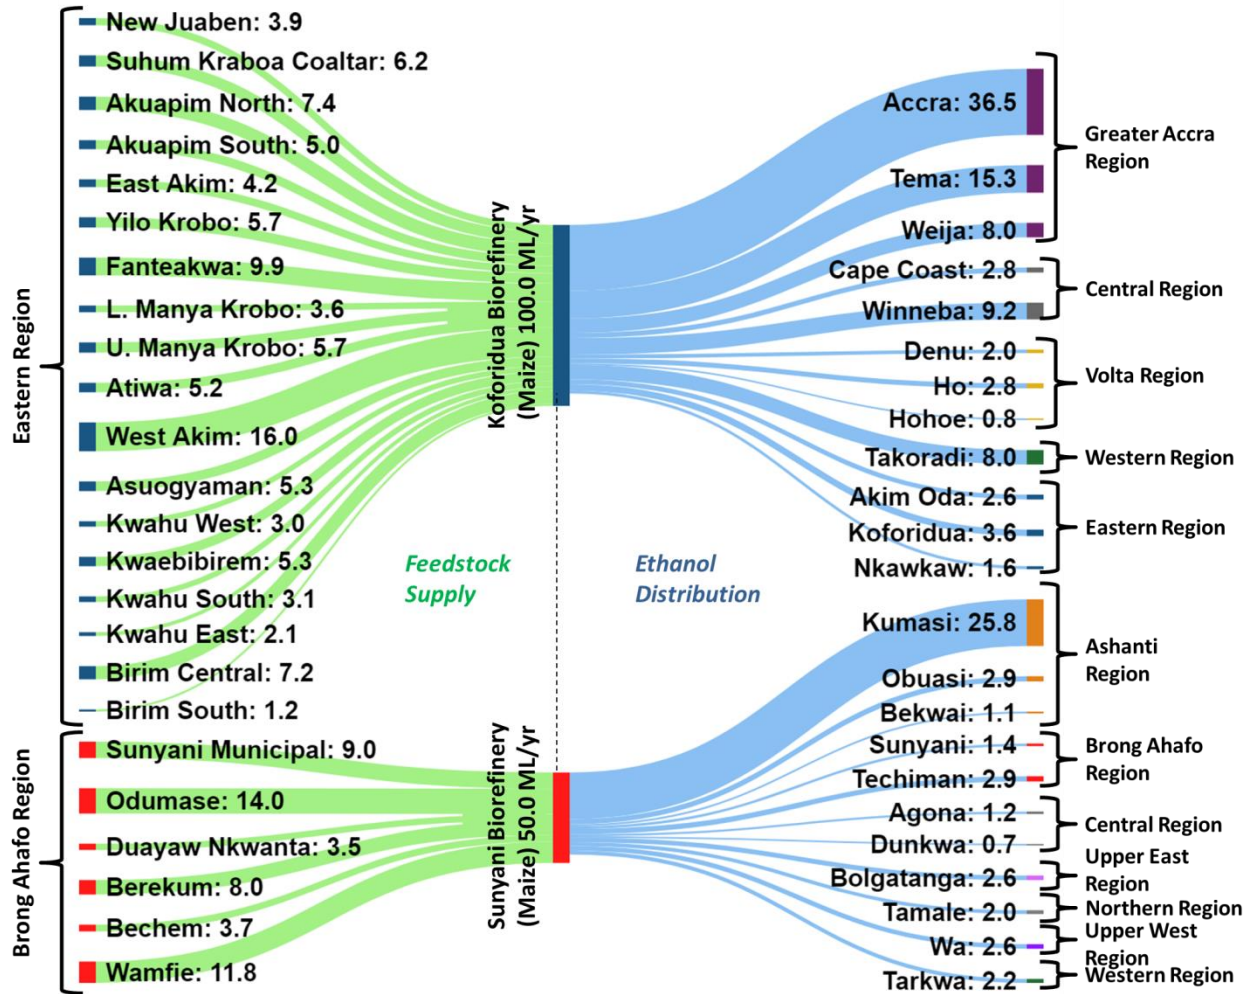 Eastern Region
New Juaben: 3.9
Suhum Kraboa Coaltar: 6.2
Akuapim North: 7.4
Akuapim South: 5.0
East Akim: 4.2
Yilo Krobo: 5.7
Fanteakwa: 9.9
L. Manya Krobo: 3.6
U. Manya Krobo: 5.7
Atiwa: 5.2
West Akim: 16.0
Asuogyaman: 5.3
Kwahu West: 3.0
Kwaebibirem: 5.3
Kwahu South: 3.1
Kwahu East: 2.1
Birim Central: 7.2
Birim South: 1.2
Brong Ahafo Region
Sunyani Municipal: 9.0
Odumase: 14.0
Duayaw Nkwanta: 3.5
Berekum: 8.0
Bechem: 3.7
Wamfie: 11.8
Koforidua Biorefinery
(Maize) 100.0 ML/yr
Sunyani Biorefinery
(Maize) 50.0 ML/yr
Feedstock
Supply
Ethanol
Distribution
Accra: 36.5
Tema: 15.3
Weija: 8.0
Greater Accra
Region
Cape Coast: 2.8
Winneba: 9.2
Central Region
Denu: 2.0
Ho: 2.8
Hohoe: 0.8
Volta Region
Takoradi: 8.0
Western Region
Akim Oda: 2.6
Koforidua: 3.6
Nkawkaw: 1.6
Eastern Region
Kumasi: 25.8
Obuasi: 2.9
Bekwai: 1.1
Ashanti
Region
Sunyani: 1.4
Techiman: 2.9
Brong Ahafo
Region
Agona: 1.2
Dunkwa: 0.7
Central Region
Bolgatanga: 2.6
Upper East
Region
Tamale: 2.0
Northern Region
Wa: 2.6
Upper West
Region
Tarkwa: 2.2
Western Region